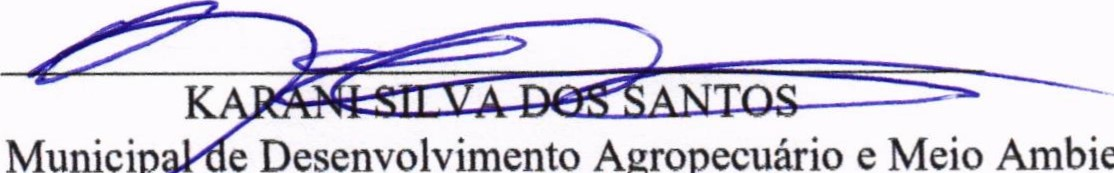 KARANI SILVA DOS SANTOS
Municipal de Desenvolvimento Agropecuário e Meio Ambie